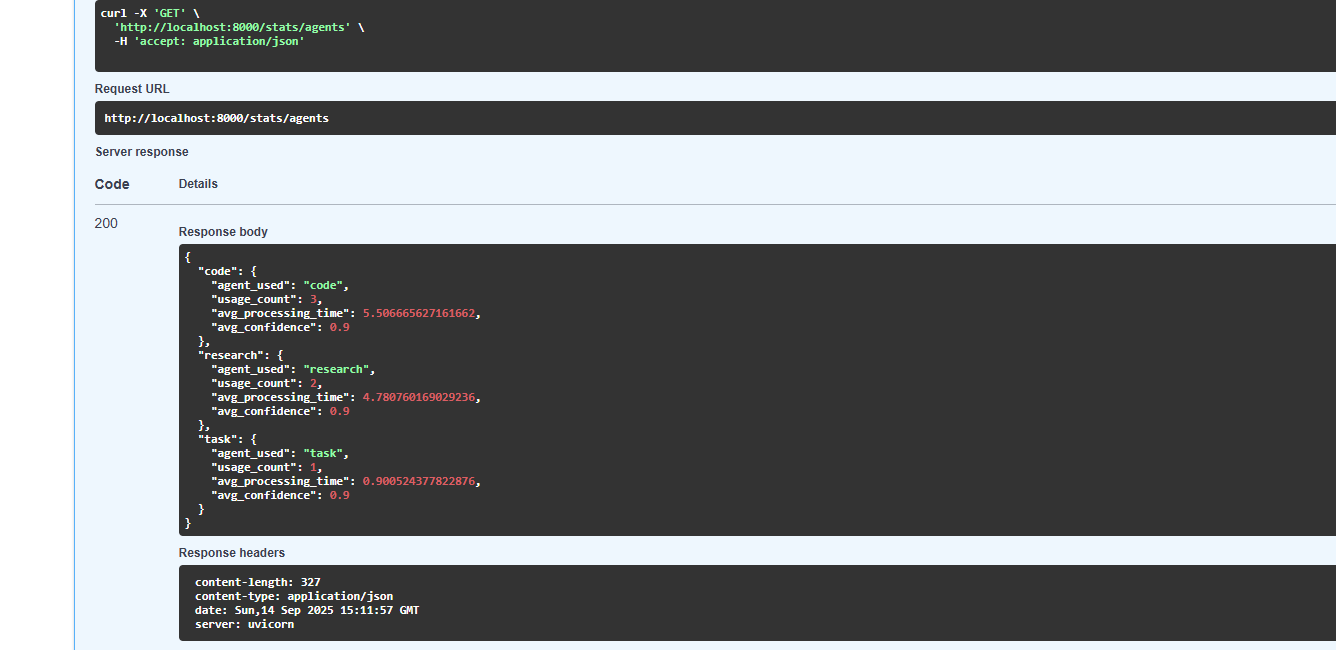 curl -X 'GET' \
  'http://localhost:8000/stats/agents' \
  -H 'accept: application/json'
Request URL
http://localhost:8000/stats/agents
Server response
Code Details
200
Response body
{
  "code": {
    "agent_used": "code",
    "usage_count": 3,
    "avg_processing_time": 5.506665627161662,
    "avg_confidence": 0.9
  },
  "research": {
    "agent_used": "research",
    "usage_count": 2,
    "avg_processing_time": 4.780760169029236,
    "avg_confidence": 0.9
  },
  "task": {
    "agent_used": "task",
    "usage_count": 1,
    "avg_processing_time": 0.900524377822876,
    "avg_confidence": 0.9
  }
}
Response headers
content-length: 327
content-type: application/json
date: Sun,14 Sep 2025 15:11:57 GMT
server: uvicorn